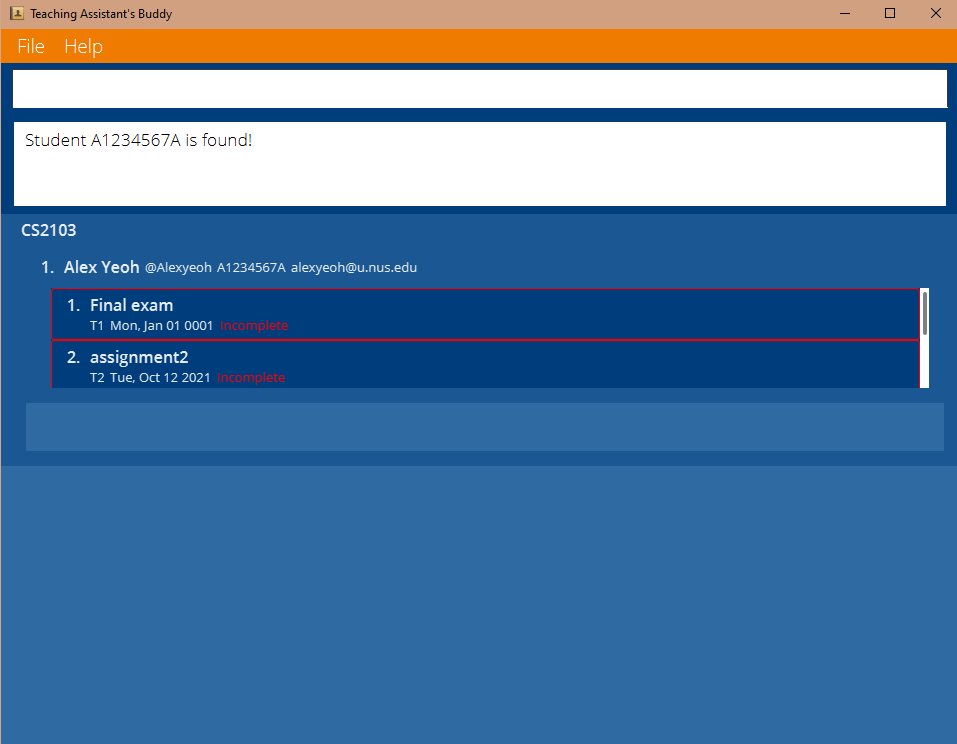 Teaching Assistant's Buddy
File Help
Student A1234567A is found!
CS2103
1. Alex Yeoh @Alexyeoh A1234567A alexyeoh@u.nus.edu
1. Final exam
T1 Mon, Jan 01 0001 Incomplete
2. assignment2
T2 Tue, Oct 12 2021 Incomplete